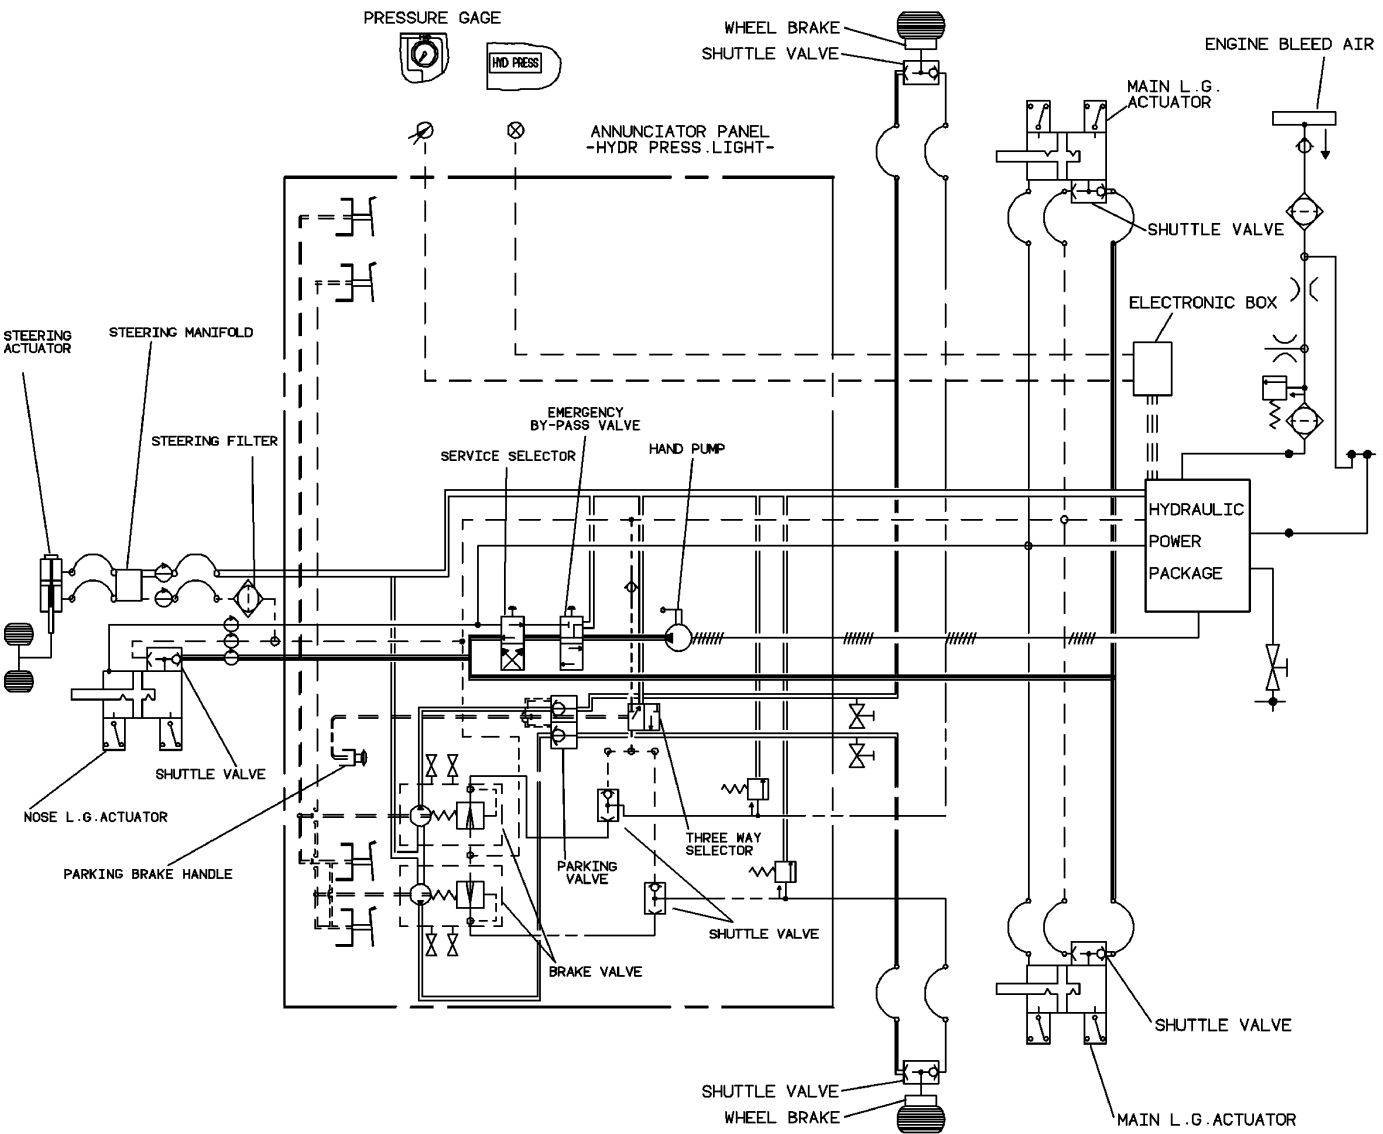 PRESSURE GAGE
HYD PRESS
WHEEL BRAKE
SHUTTLE VALVE
ENGINE BLEED AIR
MAIN L.G.
ACTUATOR
ANNUNCIATOR PANEL
-HYDR PRESS.LIGHT-
SHUTTLE VALVE
ELECTRONIC BOX
STEERING
ACTUATOR
STEERING MANIFOLD
STEERING FILTER
EMERGENCY
BY-PASS VALVE
SERVICE SELECTOR
HAND PUMP
HYDRAULIC
POWER
PACKAGE
SHUTTLE VALVE
NOSE L.G.ACTUATOR
PARKING BRAKE HANDLE
THREE WAY
SELECTOR
PARKING
VALVE
SHUTTLE VALVE
BRAKE VALVE
SHUTTLE VALVE
SHUTTLE VALVE
WHEEL BRAKE
MAIN L.G.ACTUATOR